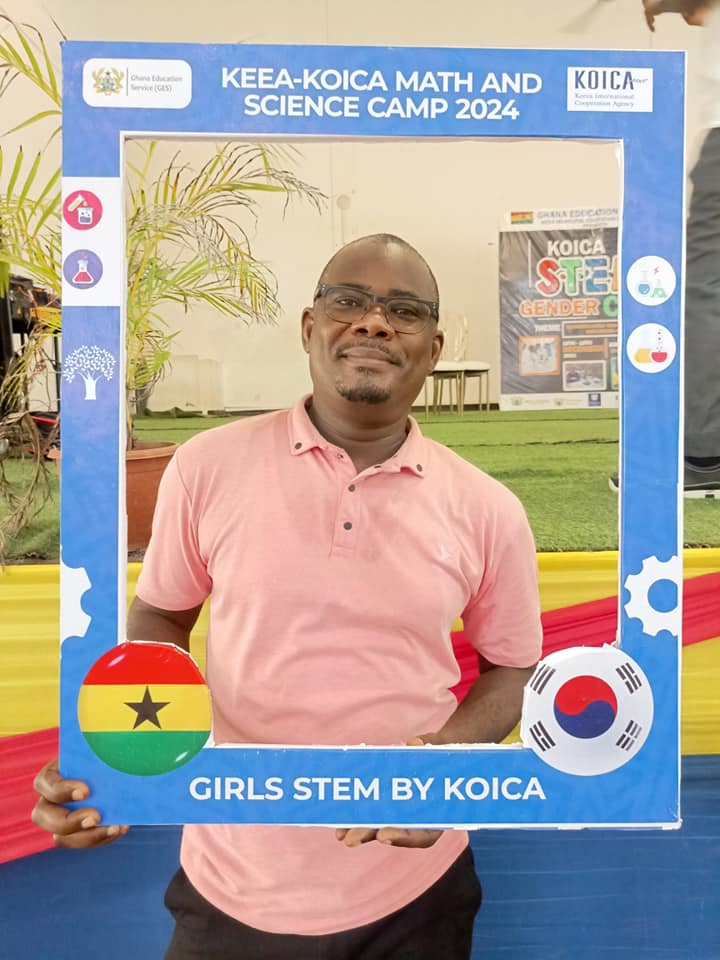 Ghana Education
Service (GES)
KEEA-KOICA MATH AND
SCIENCE CAMP 2024
KOICA
Korea International
Cooperation Agency
GHANA EDUCATION
KOICA
GENDER
THEME
GIRLS STEM BY KOICA